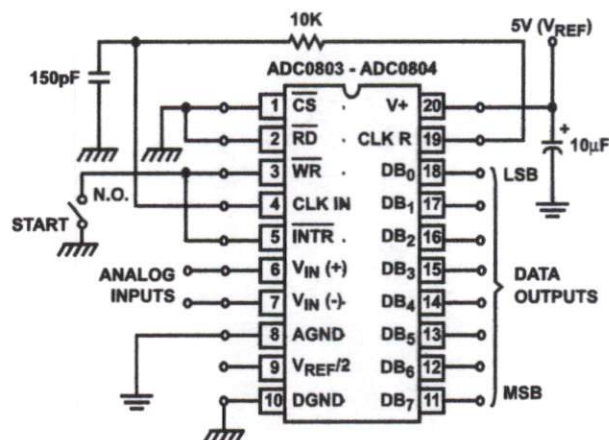 10K
5V (VREF)
150pF
ADC0803 - ADC0804
1 CS V+ 20
2 RD CLK R 19
10μF
+
3 WR DB0 18 LSB
N.O.
4 CLK IN DB1 17
START
5 INTR DB2 16
ANALOG INPUTS
6 VIN (+) DB3 15
DATA OUTPUTS
7 VIN (-) DB4 14
8 AGND DB5 13
9 VREF/2 DB6 12
10 DGND DB7 11 MSB